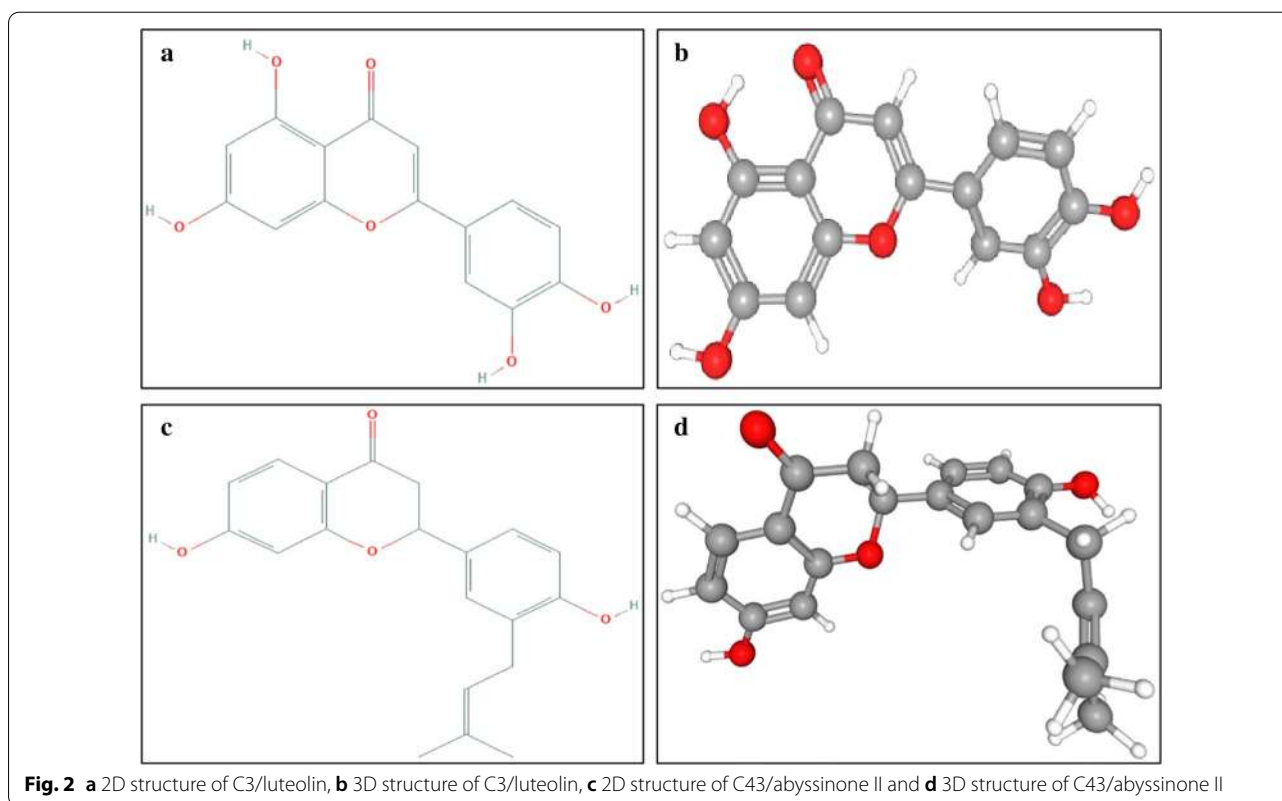 a
H
O
O
H
O
O
O
H
O
H
b
c
O
H
O
O
O
H
d
Fig. 2 a 2D structure of C3/luteolin, b 3D structure of C3/luteolin, c 2D structure of C43/abyssinone II and d 3D structure of C43/abyssinone II